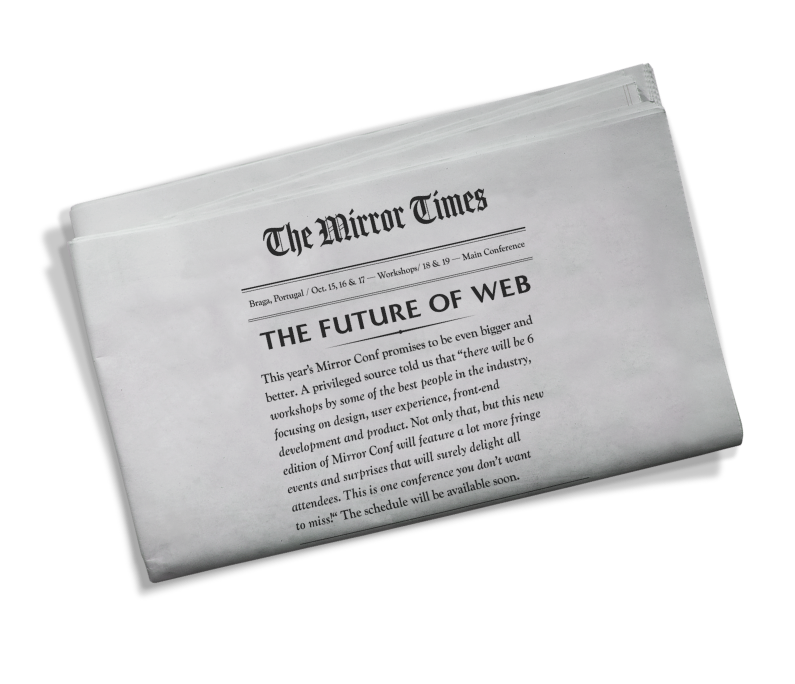 The Mirror Times
Braga, Portugal / Oct. 15, 16 & 17 — Workshops/ 18 & 19 — Main Conference
THE FUTURE OF WEB
This year's Mirror Conf promises to be even bigger and
better. A privileged source told us that “there will be 6
workshops by some of the best people in the industry,
focusing on design, user experience, front-end
development and product. Not only that, but this new
edition of Mirror Conf will feature a lot more fringe
events and surprises that will surely delight all
attendees. This is one conference you don't want
to miss!“ The schedule will be available soon.